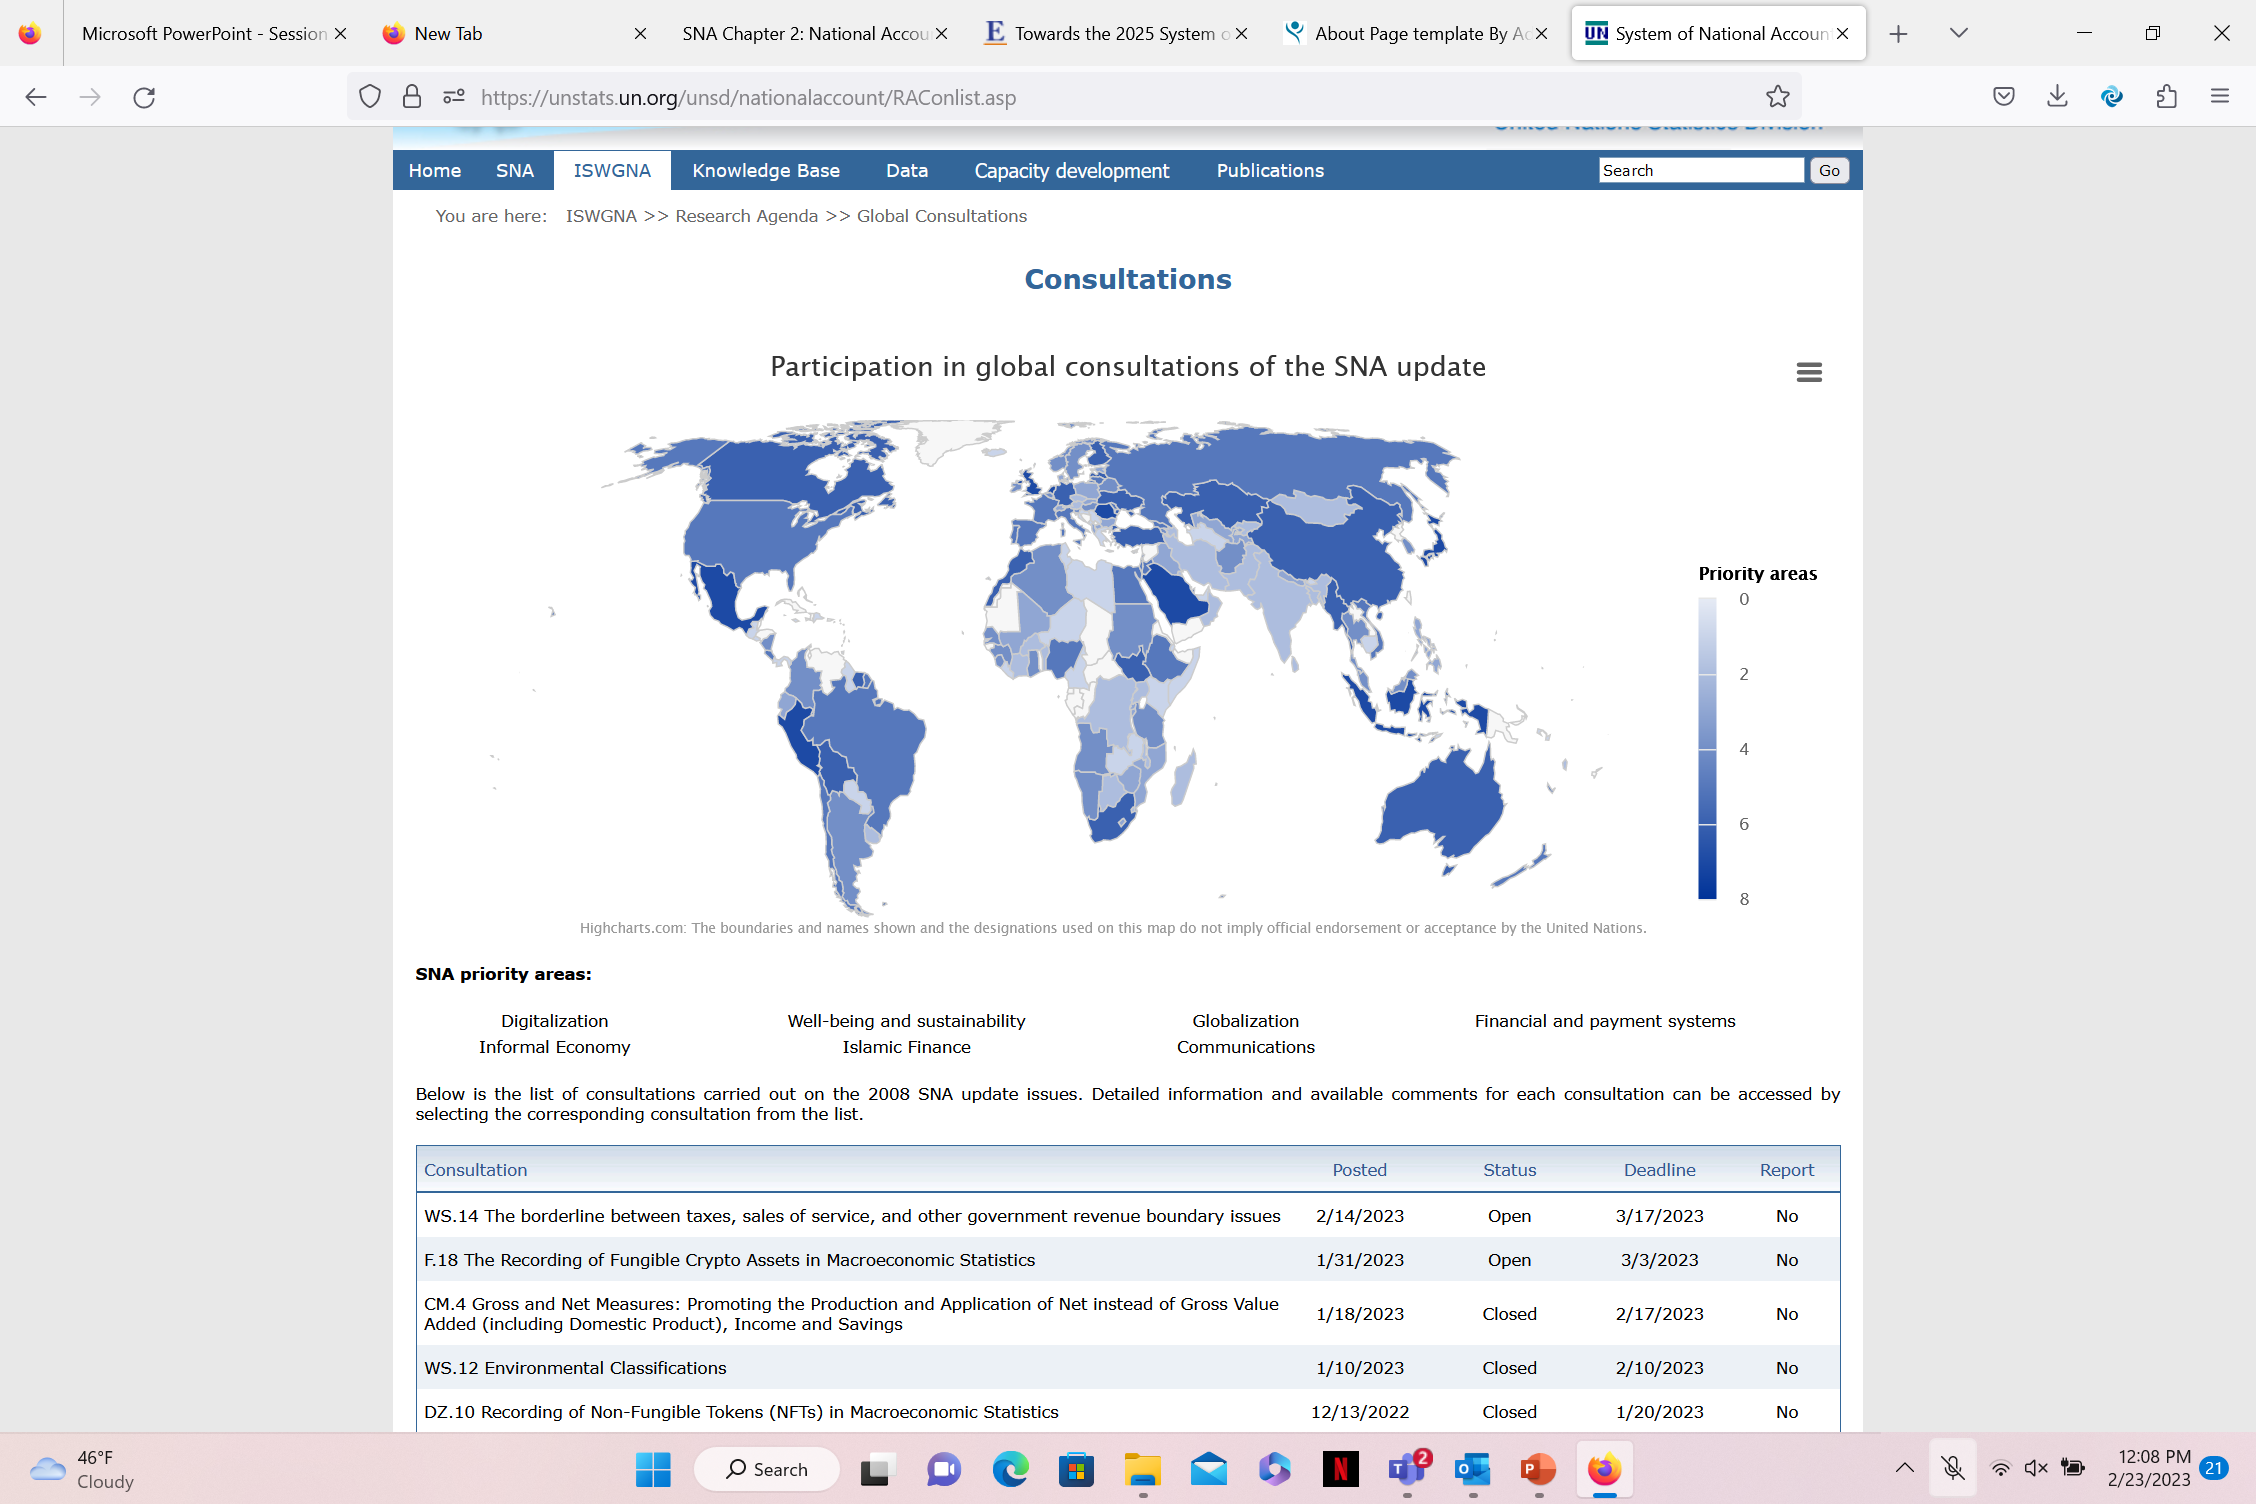 Microsoft PowerPoint - Session
New Tab
SNA Chapter 2: National Accou
Towards the 2025 System o
About Page template By Ad
UN System of National Accoun
https://unstats.un.org/unsd/nationalaccount/RAConlist.asp
United Nations Statistics Division
Home SNA ISWGNA Knowledge Base Data Capacity development Publications Search Go
You are here: ISWGNA >> Research Agenda >> Global Consultations
Consultations
Participation in global consultations of the SNA update
Priority areas
0
2
4
6
8
Highcharts.com: The boundaries and names shown and the designations used on this map do not imply official endorsement or acceptance by the United Nations.
SNA priority areas:
Digitalization Well-being and sustainability Globalization Financial and payment systems
Informal Economy Islamic Finance Communications
Below is the list of consultations carried out on the 2008 SNA update issues. Detailed information and available comments for each consultation can be accessed by
selecting the corresponding consultation from the list.
Consultation Posted Status Deadline Report
WS.14 The borderline between taxes, sales of service, and other government revenue boundary issues 2/14/2023 Open 3/17/2023 No
F.18 The Recording of Fungible Crypto Assets in Macroeconomic Statistics 1/31/2023 Open 3/3/2023 No
CM.4 Gross and Net Measures: Promoting the Production and Application of Net instead of Gross Value
Added (including Domestic Product), Income and Savings 1/18/2023 Closed 2/17/2023 No
WS.12 Environmental Classifications 1/10/2023 Closed 2/10/2023 No
DZ.10 Recording of Non-Fungible Tokens (NFTs) in Macroeconomic Statistics 12/13/2022 Closed 1/20/2023 No
46°F
Cloudy
Search
2
12:08 PM
2/23/2023
21